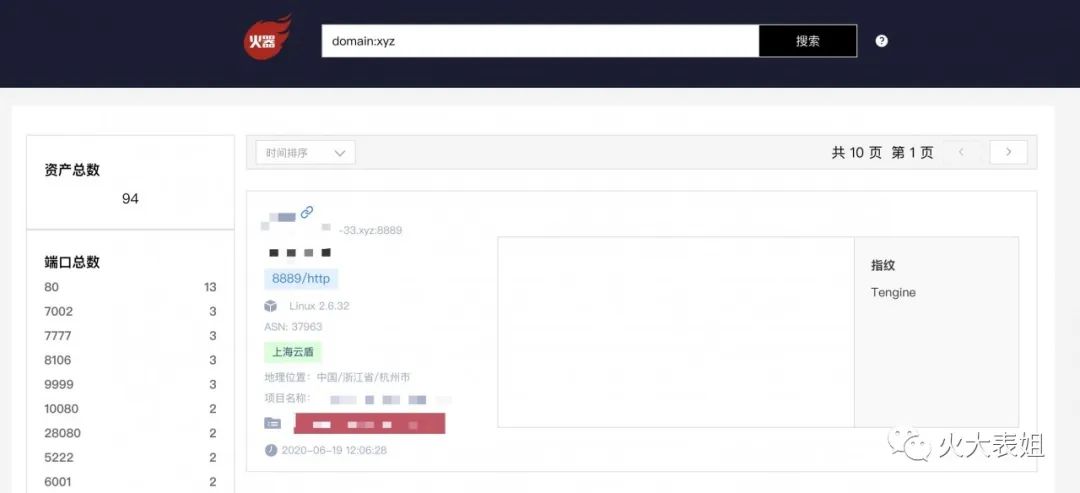 火器
domain:xyz
搜索
?
资产总数
94
端口总数
80 13
7002 3
7777 3
8106 3
9999 3
10080 2
28080 2
5222 2
6001 2
时间排序
共 10 页 第 1 页
-33.xyz:8889
8889/http
Linux 2.6.32
ASN: 37963
上海云盾
地理位置: 中国/浙江省/杭州市
项目名称:
2020-06-19 12:06:28
指纹
Tengine
火大表姐